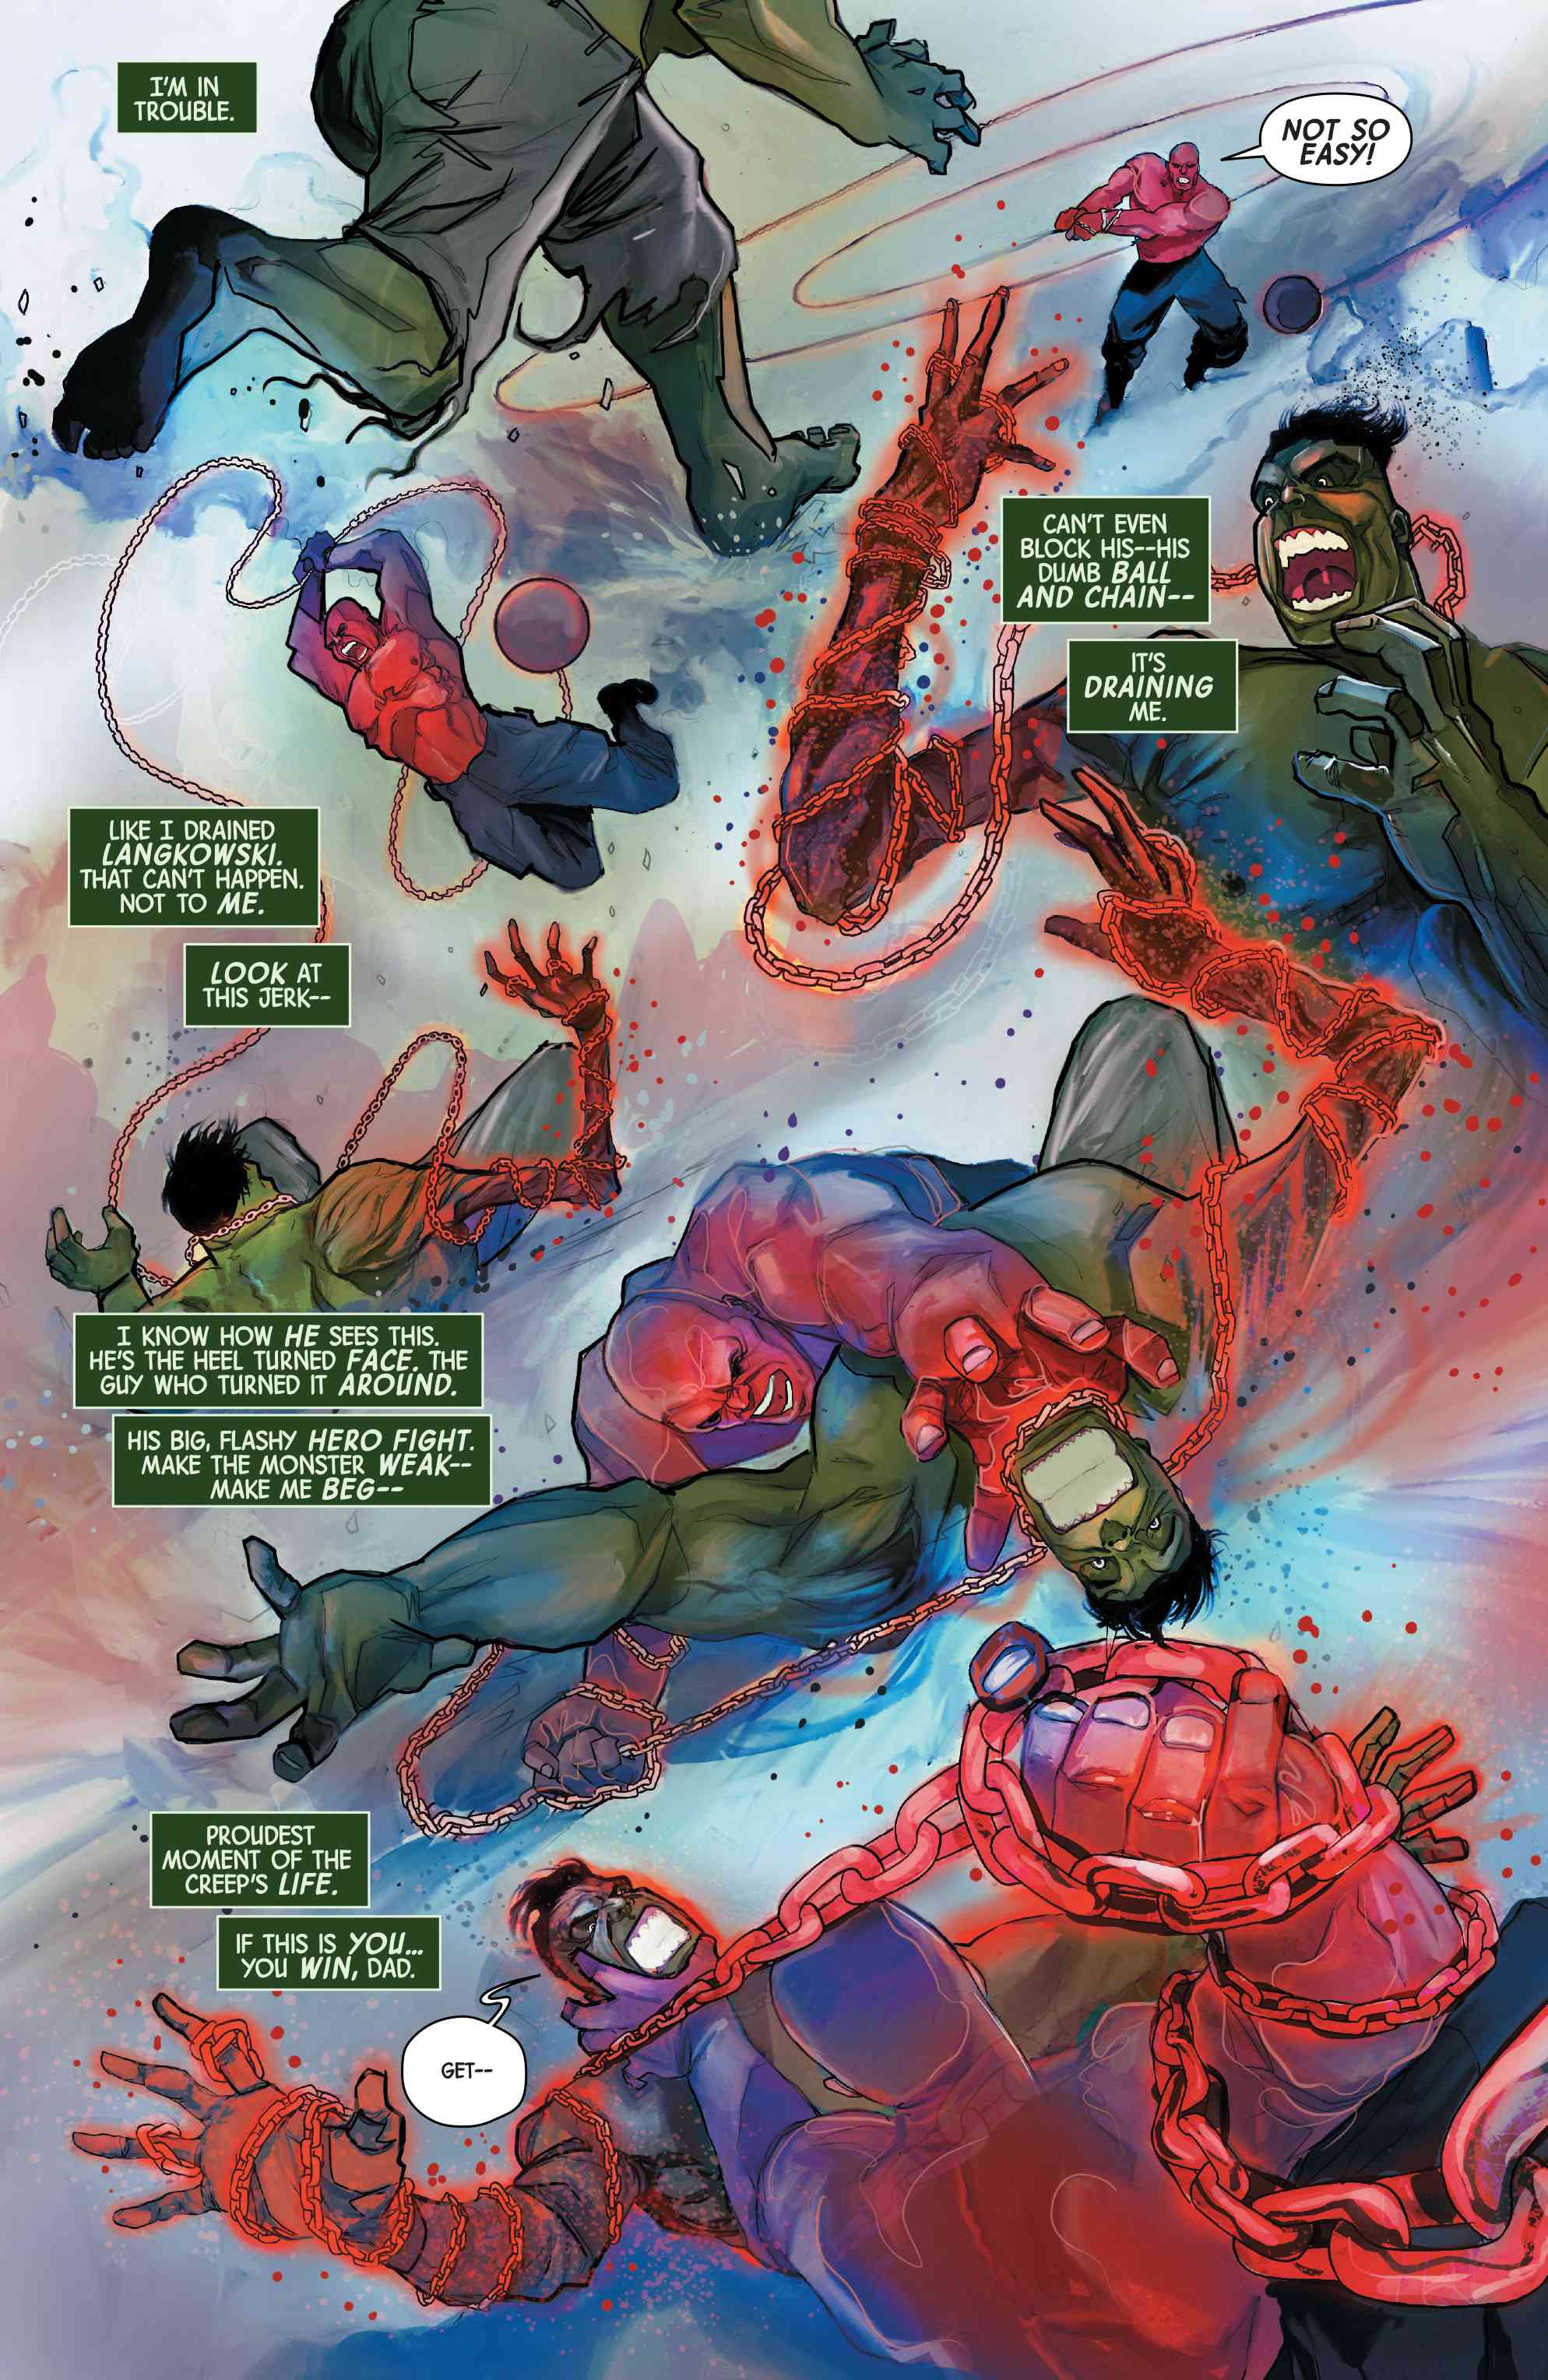 I'M IN
TROUBLE.
NOT SO
EASY!
CAN'T EVEN
BLOCK HIS--HIS
DUMB BALL
AND CHAIN--
IT'S
DRAINING
ME.
LIKE I DRAINED
LANGKOWSKI.
THAT CAN'T HAPPEN.
NOT TO ME.
LOOK AT
THIS JERK--
I KNOW HOW HE SEES THIS.
HE'S THE HEEL TURNED FACE. THE
GUY WHO TURNED IT AROUND.
HIS BIG, FLASHY HERO FIGHT.
MAKE THE MONSTER WEAK--
MAKE ME BEG--
PROUDEST
MOMENT OF THE
CREEP'S LIFE.
IF THIS IS YOU...
YOU WIN, DAD.
GET--